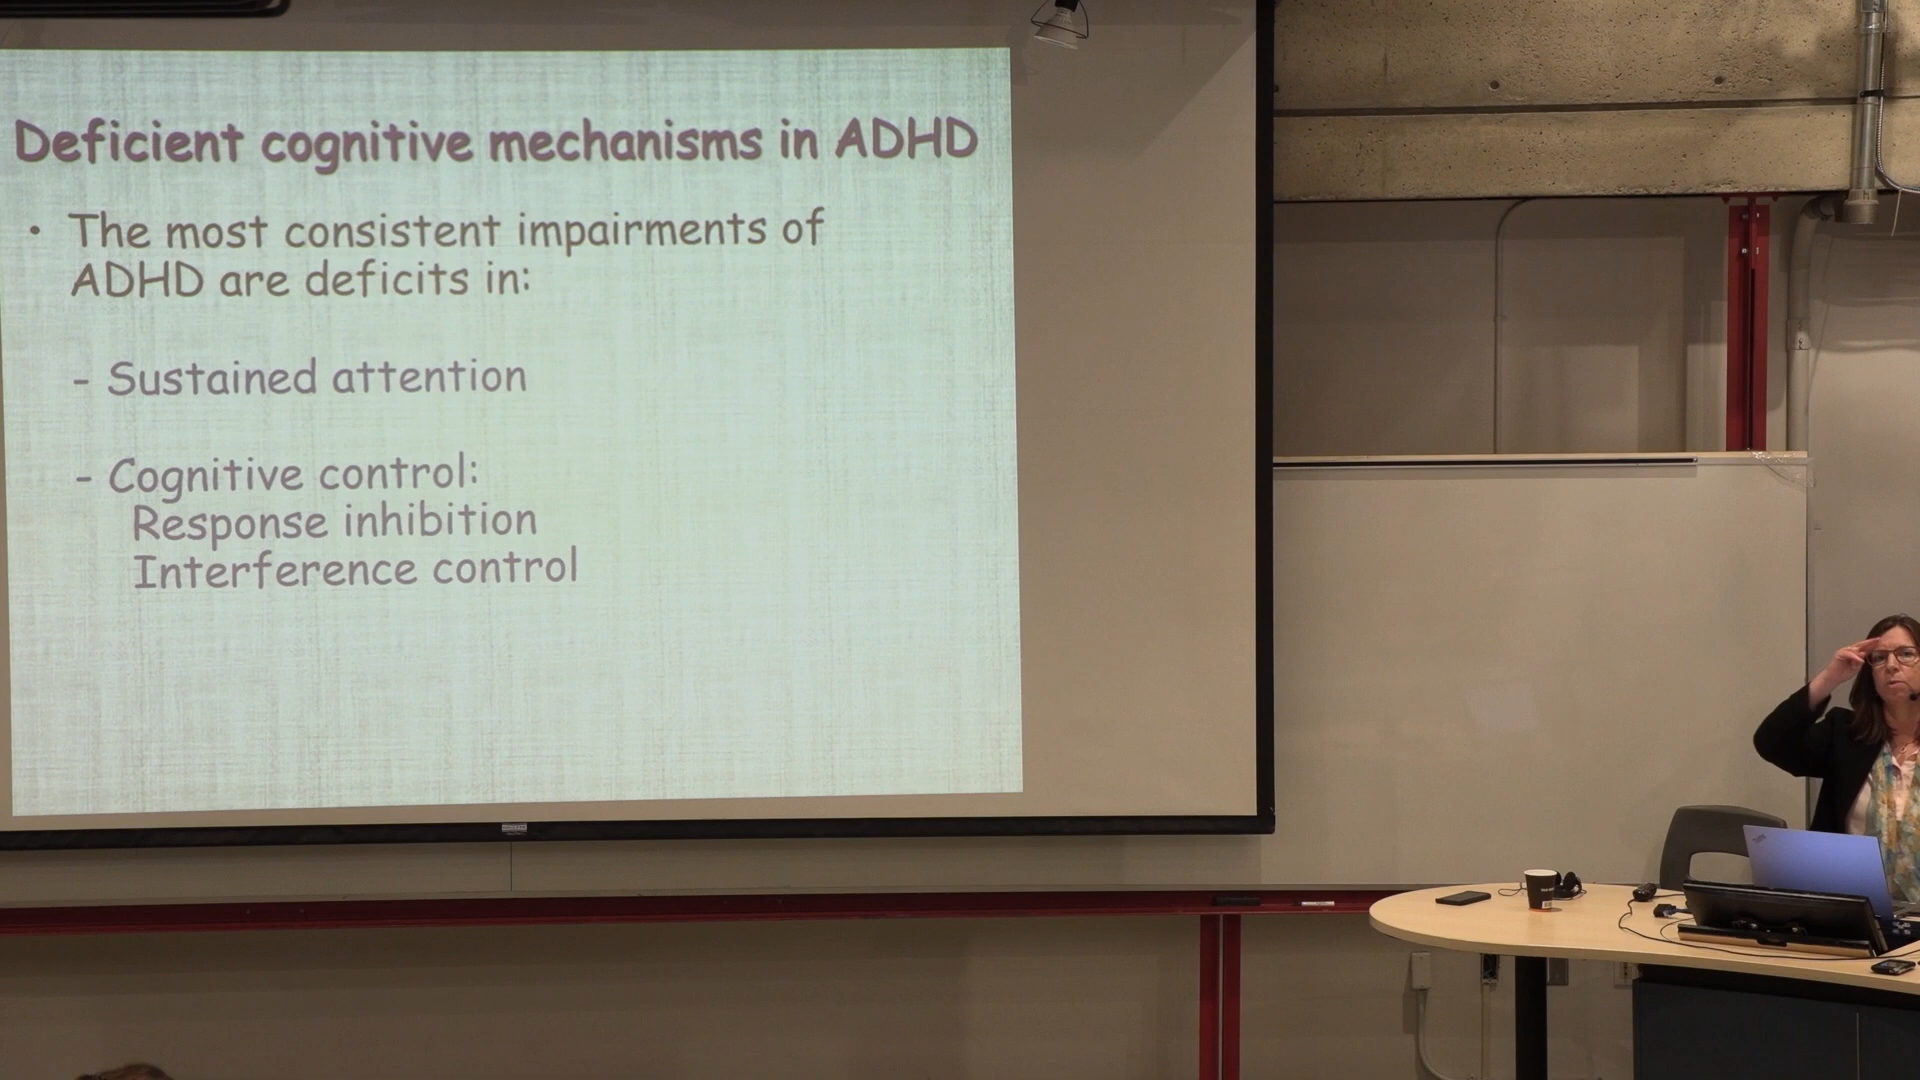 Deficient cognitive mechanisms in ADHD
• The most consistent impairments of
ADHD are deficits in:
- Sustained attention
- Cognitive control:
Response inhibition
Interference control